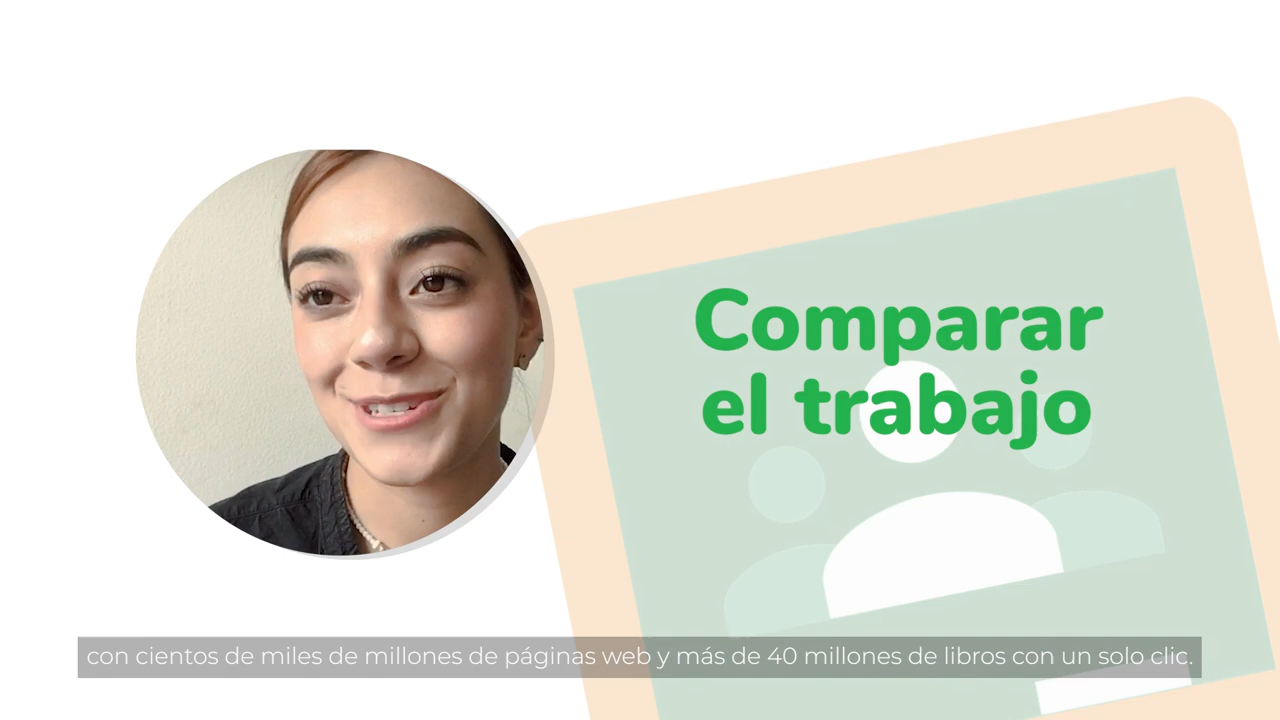 Comparar
el trabajo
con cientos de miles de millones de páginas web y más de 40 millones de libros con un solo clic.